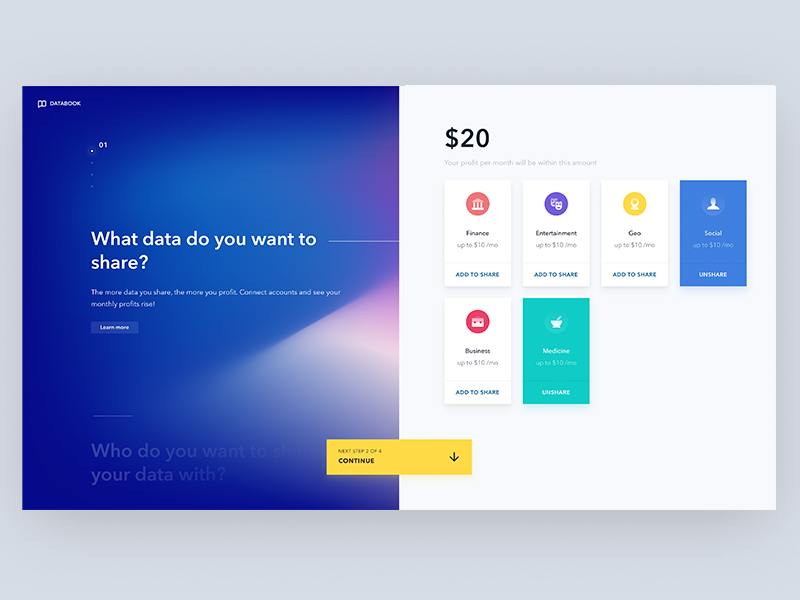 DATABOOK
01
What data do you want to
share?
The more data you share, the more you profit. Connect accounts and see your
monthly profits rise!
Learn more
Who do you want to share
your data with?
$20
Your profit per month will be within this amount
Finance
up to $10 /mo
ADD TO SHARE
Entertainment
up to $10 /mo
ADD TO SHARE
Geo
up to $10 /mo
ADD TO SHARE
Social
up to $10 /mo
UNSHARE
Business
up to $10 /mo
ADD TO SHARE
Medicine
up to $10 /mo
UNSHARE
NEXT STEP 2 OF 4
CONTINUE